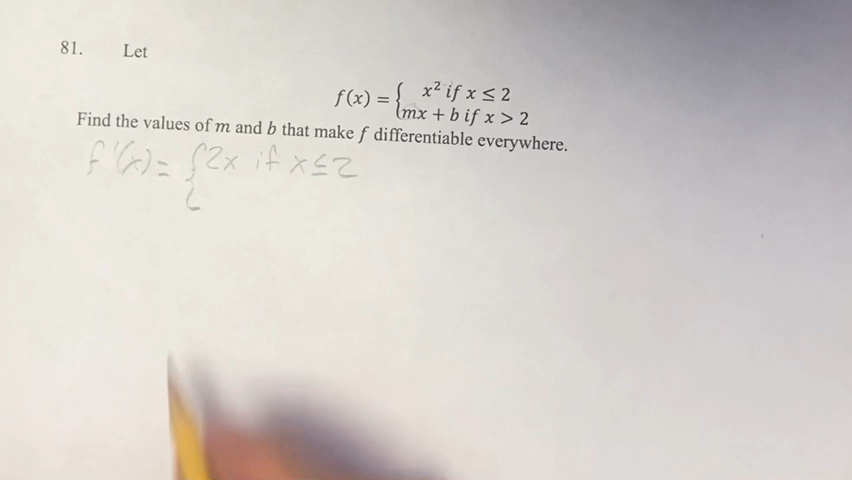 81. Let
f(x) = { x² if x ≤ 2
mx + b if x > 2
Find the values of m and b that make f differentiable everywhere.
f'(x) = { 2x if x ≤ 2